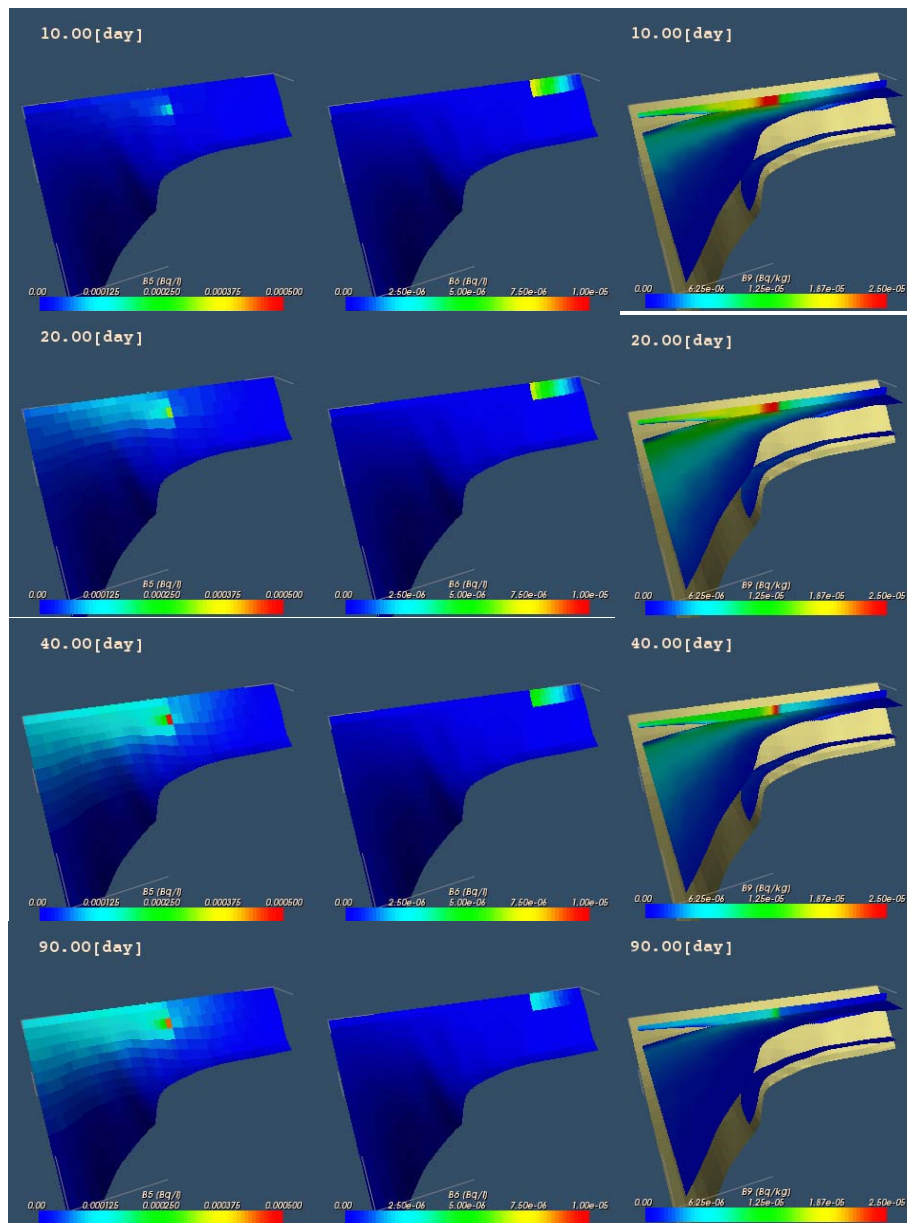 10.00[day]
B5 (Bq/l)
0.00 0.000125 0.000250 0.000375 0.000500
B6 (Bq/l)
0.00 2.50e-06 5.00e-06 7.50e-06 1.00e-05
10.00[day]
B9 (Bq/kg)
0.00 6.25e-06 1.25e-05 1.87e-05 2.50e-05
20.00[day]
B5 (Bq/l)
0.00 0.000125 0.000250 0.000375 0.000500
B6 (Bq/l)
0.00 2.50e-06 5.00e-06 7.50e-06 1.00e-05
20.00[day]
B9 (Bq/kg)
0.00 6.25e-06 1.25e-05 1.87e-05 2.50e-05
40.00[day]
B5 (Bq/l)
0.00 0.000125 0.000250 0.000375 0.000500
B6 (Bq/l)
0.00 2.50e-06 5.00e-06 7.50e-06 1.00e-05
40.00[day]
B9 (Bq/kg)
0.00 6.25e-06 1.25e-05 1.87e-05 2.50e-05
90.00[day]
B5 (Bq/l)
0.00 0.000125 0.000250 0.000375 0.000500
B6 (Bq/l)
0.00 2.50e-06 5.00e-06 7.50e-06 1.00e-05
90.00[day]
B9 (Bq/kg)
0.00 6.25e-06 1.25e-05 1.87e-05 2.50e-05